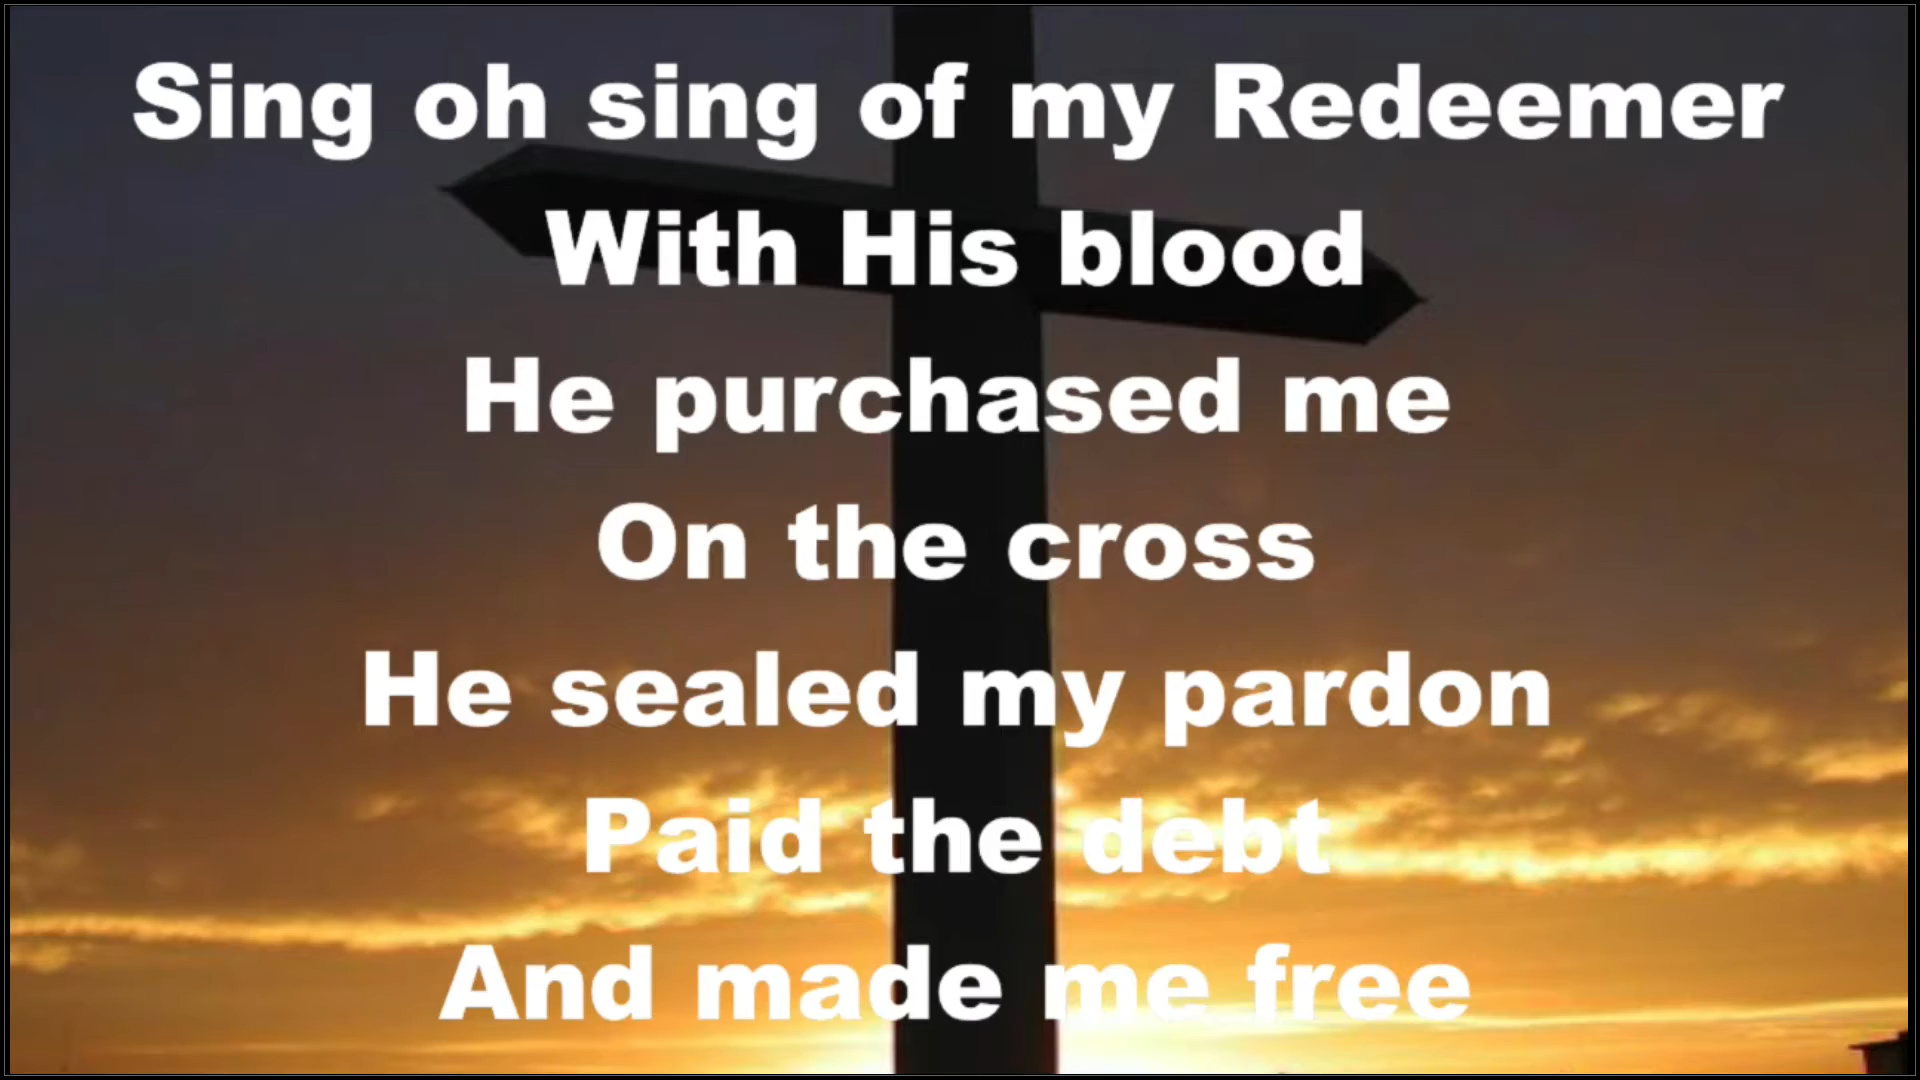 Sing oh sing of my Redeemer
With His blood
He purchased me
On the cross
He sealed my pardon
Paid the debt
And made me free